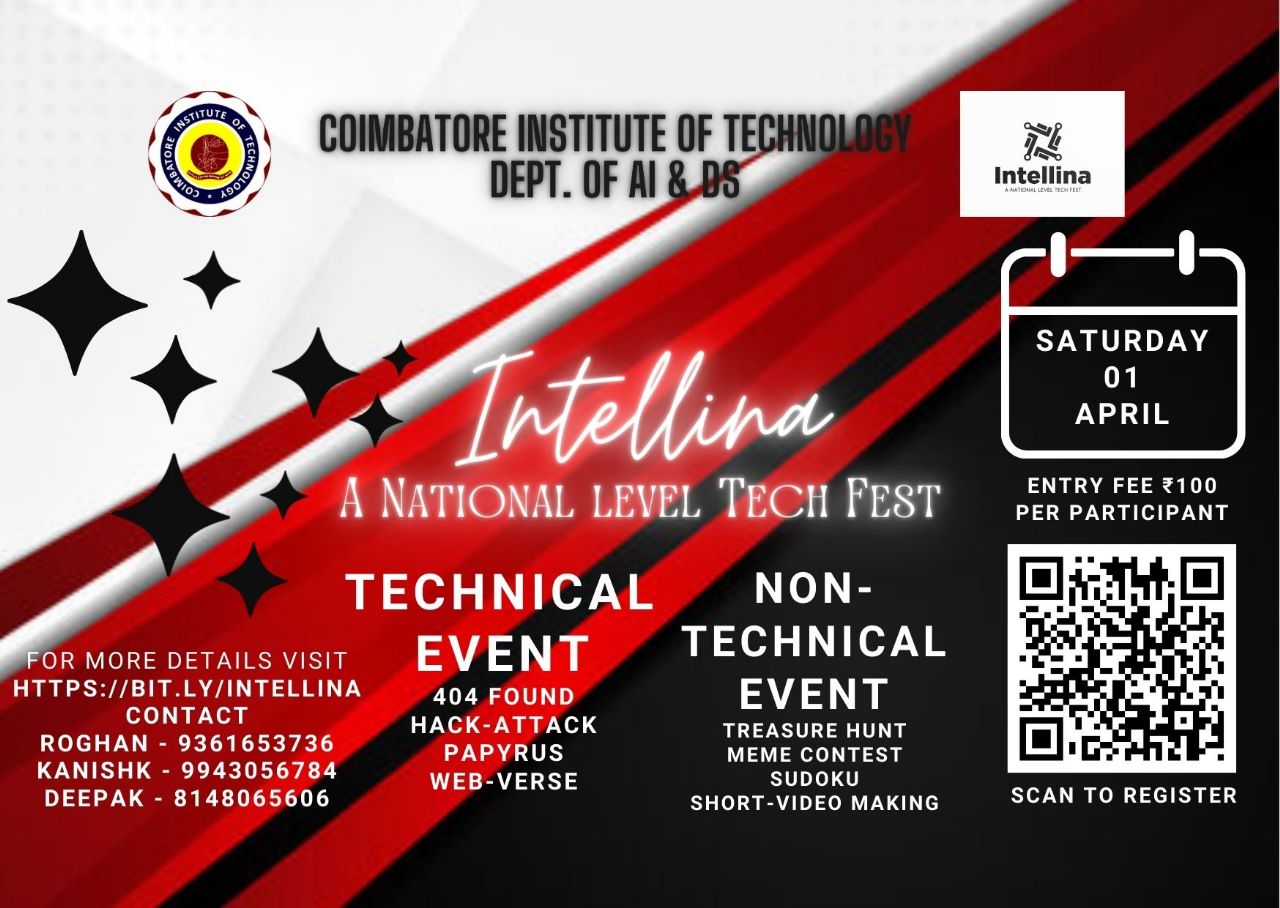 COIMBATORE INSTITUTE OF TECHNOLOGY
COIMBATORE INSTITUTE OF TECHNOLOGY
DEPT. OF AI & DS
Intellina
A NATIONAL LEVEL TECH FEST
SATURDAY
01
APRIL
Intellina
A NATIONAL LEVEL TECH FEST
ENTRY FEE ₹100
PER PARTICIPANT
FOR MORE DETAILS VISIT
HTTPS://BIT.LY/INTELLINA
CONTACT
ROGHAN - 9361653736
KANISHK - 9943056784
DEEPAK - 8148065606
TECHNICAL
EVENT
404 FOUND
HACK-ATTACK
PAPYRUS
WEB-VERSE
NON-
TECHNICAL
EVENT
TREASURE HUNT
MEME CONTEST
SUDOKU
SHORT-VIDEO MAKING
SCAN TO REGISTER